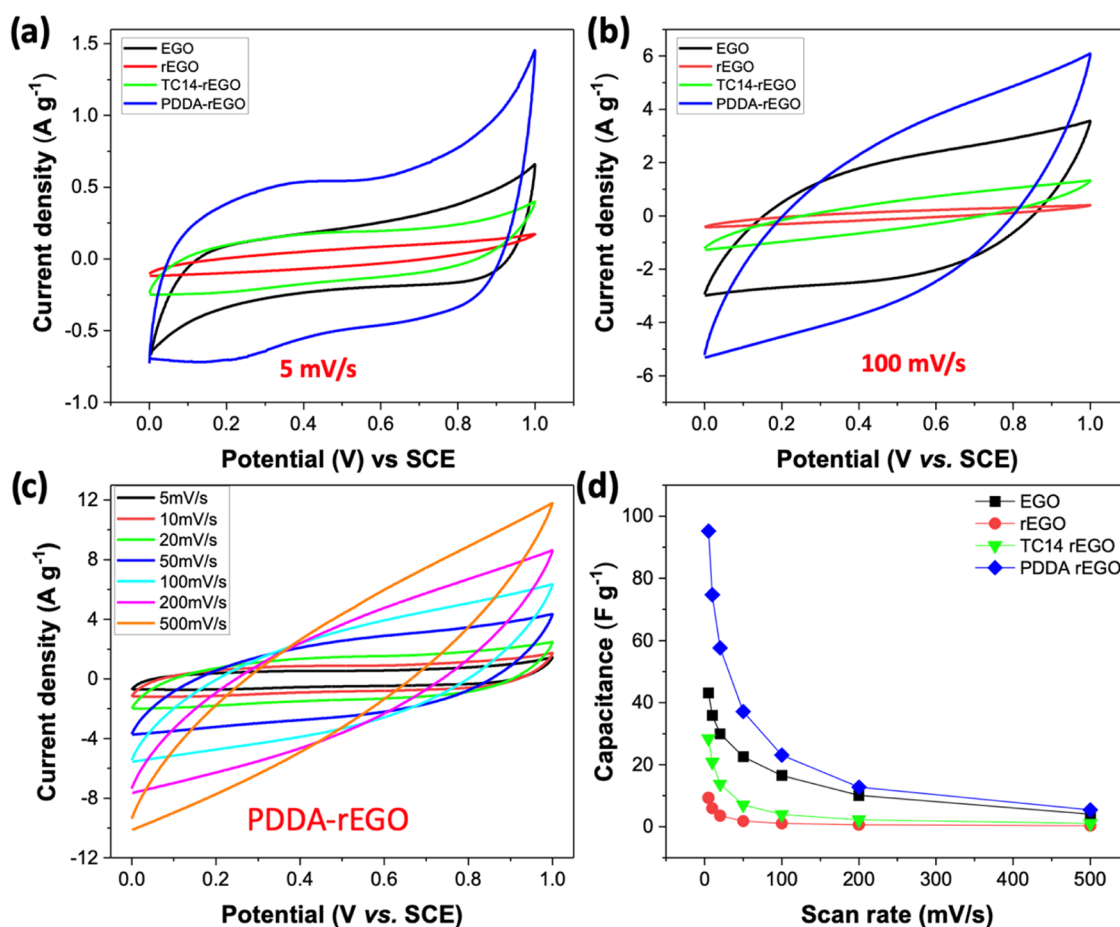 (a)
EGO
rEGO
TC14-rEGO
PDDA-rEGO
1.5
1.0
0.5
0.0
-0.5
-1.0
Current density (A g⁻¹)
5 mV/s
0.0 0.2 0.4 0.6 0.8 1.0
Potential (V) vs SCE
(b)
EGO
rEGO
TC14-rEGO
PDDA-rEGO
6
4
2
0
-2
-4
-6
Current density (A g⁻¹)
100 mV/s
0.0 0.2 0.4 0.6 0.8 1.0
Potential (V vs. SCE)
(c)
5mV/s
10mV/s
20mV/s
50mV/s
100mV/s
200mV/s
500mV/s
12
8
4
0
-4
-8
-12
Current density (A g⁻¹)
PDDA-rEGO
0.0 0.2 0.4 0.6 0.8 1.0
Potential (V vs. SCE)
(d)
EGO
rEGO
TC14 rEGO
PDDA rEGO
100
80
60
40
20
0
Capacitance (F g⁻¹)
0 100 200 300 400 500
Scan rate (mV/s)